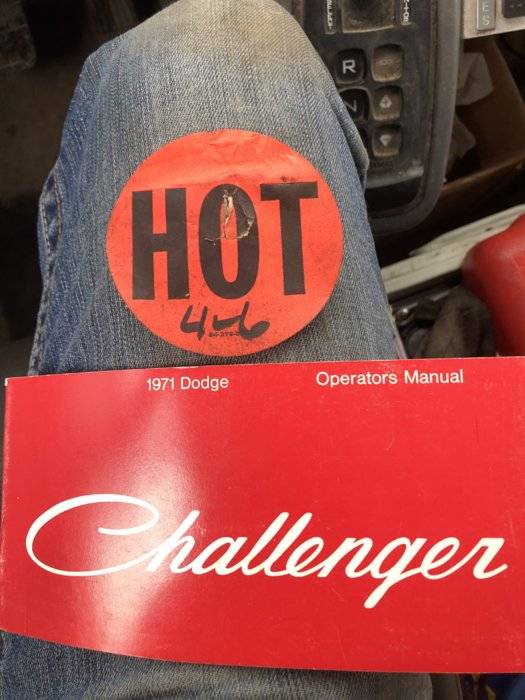 R
N
HOT
4-6
1971 Dodge
Operators Manual
Challenger